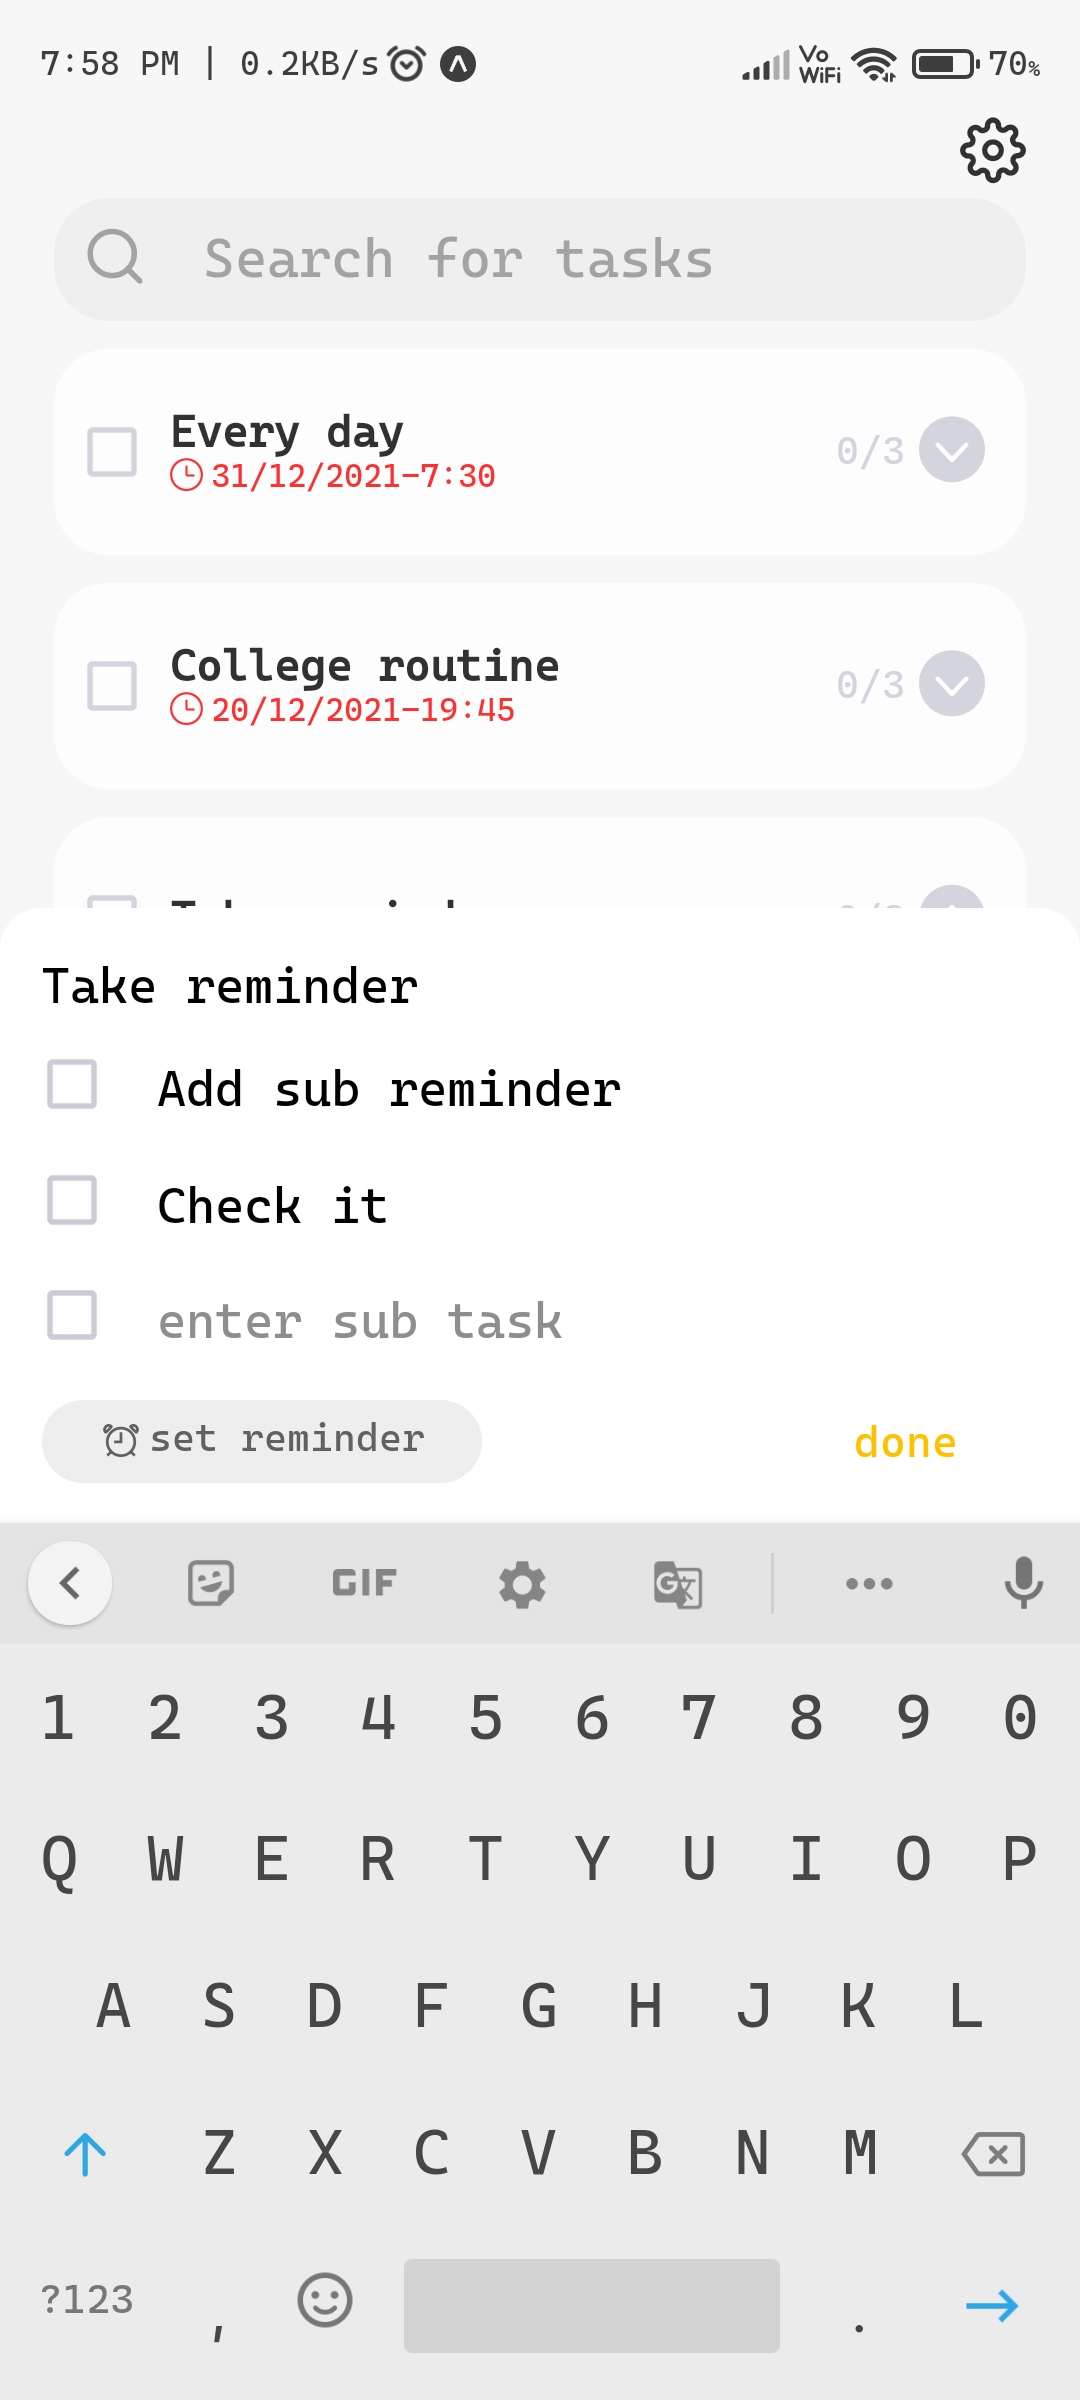 7:58 PM | 0.2KB/s Vo WiFi 70%
Search for tasks
Every day
31/12/2021-7:30
0/3
College routine
20/12/2021-19:45
0/3
Take reminder
Add sub reminder
Check it
enter sub task
set reminder done
GIF G文
1 2 3 4 5 6 7 8 9 0
Q W E R T Y U I O P
A S D F G H J K L
Z X C V B N M
?123 , .